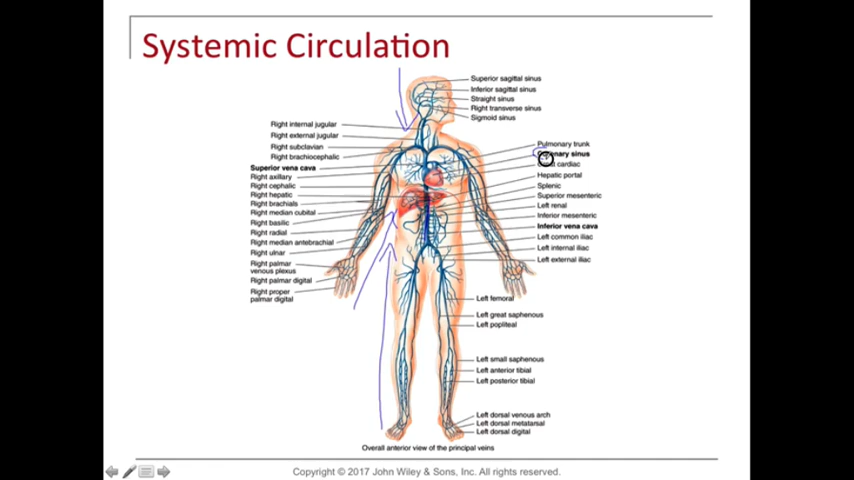 Systemic Circulation
Superior sagittal sinus
Inferior sagittal sinus
Straight sinus
Right transverse sinus
Sigmoid sinus
Right internal jugular
Right external jugular
Right subclavian
Right brachiocephalic
Superior vena cava
Right axillary
Right cephalic
Right hepatic
Right brachials
Right median cubital
Right basilic
Right radial
Right median antebrachial
Right ulnar
Right palmar
venous plexus
Right palmar digital
Right proper
palmar digital
Pulmonary trunk
sinus
cardiac
Hepatic portal
Splenic
Superior mesenteric
Left renal
Inferior mesenteric
Inferior vena cava
Left common iliac
Left internal iliac
Left external iliac
Left femoral
Left great saphenous
Left popliteal
Left small saphenous
Left anterior tibial
Left posterior tibial
Left dorsal venous arch
Left dorsal metatarsal
Left dorsal digital
Overall anterior view of the principal veins
Copyright © 2017 John Wiley & Sons, Inc. All rights reserved.